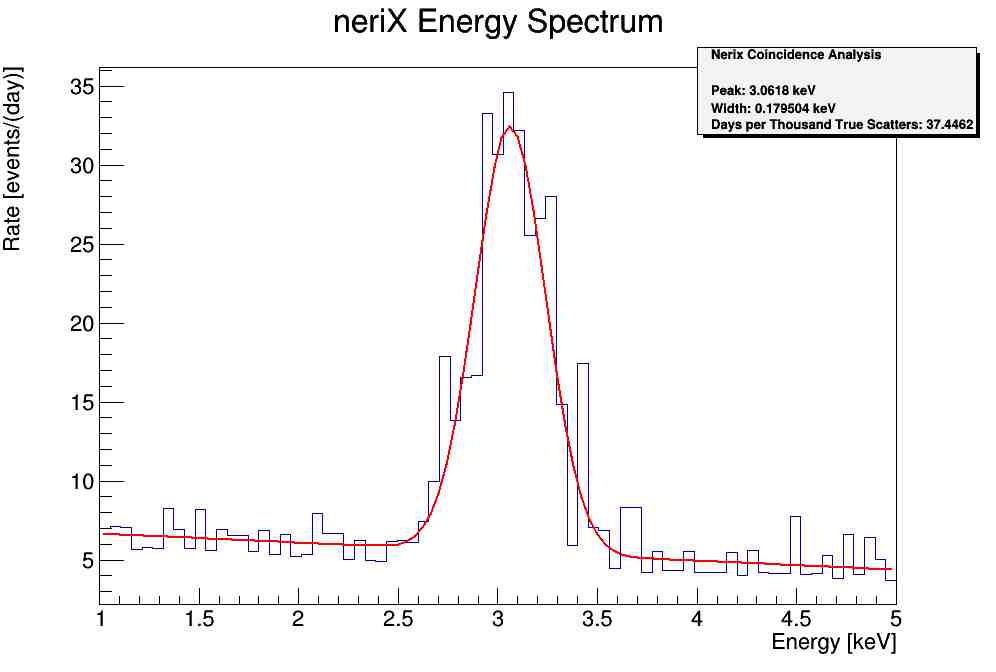 neriX Energy Spectrum
Nerix Coincidence Analysis
Peak: 3.0618 keV
Width: 0.179504 keV
Days per Thousand True Scatters: 37.4462
Rate [events/(day)]
35
30
25
20
15
10
5
1 1.5 2 2.5 3 3.5 4 4.5 5
Energy [keV]